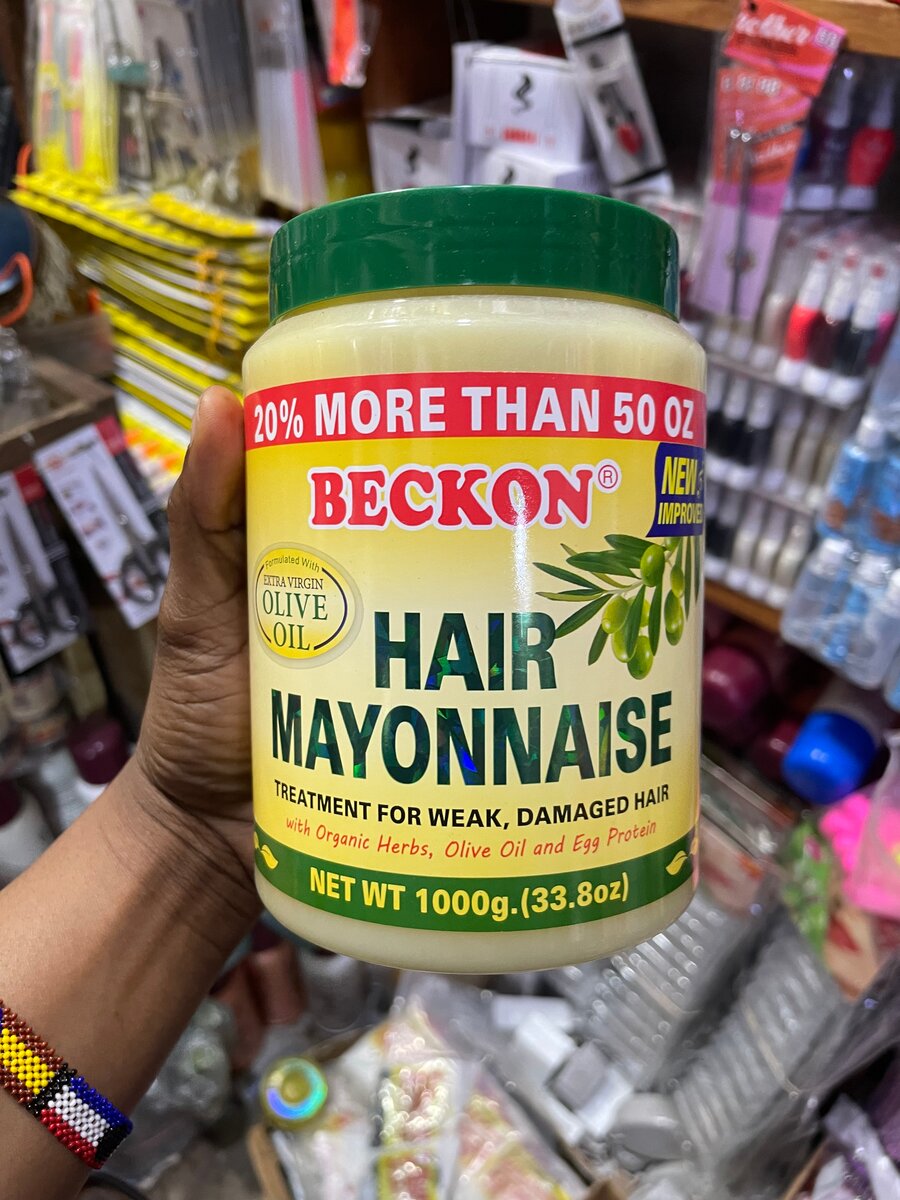 20% MORE THAN 50 OZ
BECKON®
NEW
IMPROVED
Formulated With
EXTRA VIRGIN
OLIVE
OIL
HAIR
MAYONNAISE
TREATMENT FOR WEAK, DAMAGED HAIR
with Organic Herbs, Olive Oil and Egg Protein
NET WT 1000g.(33.8oz)